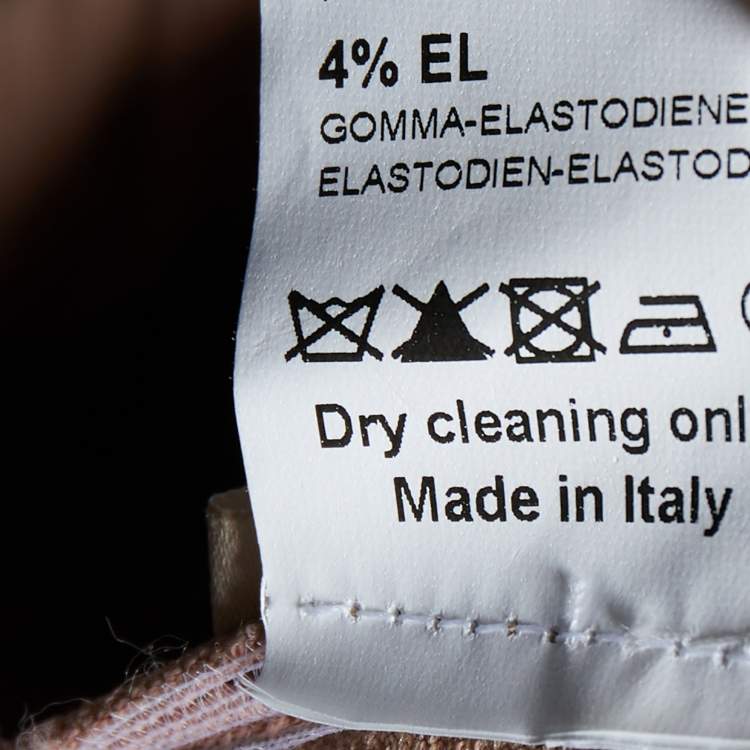 4% EL
GOMMA-ELASTODIENE
ELASTODIEN-ELASTOD
Dry cleaning onl
Made in Italy